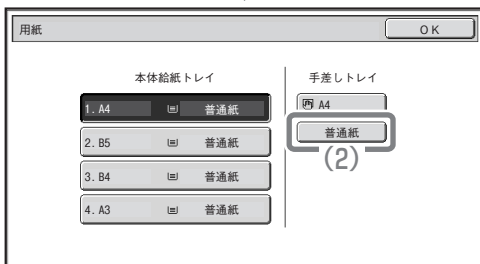 用紙
OK
本体給紙トレイ
手差しトレイ
1. A4 普通紙
2. B5 普通紙
3. B4 普通紙
4. A3 普通紙
A4
普通紙
(2)